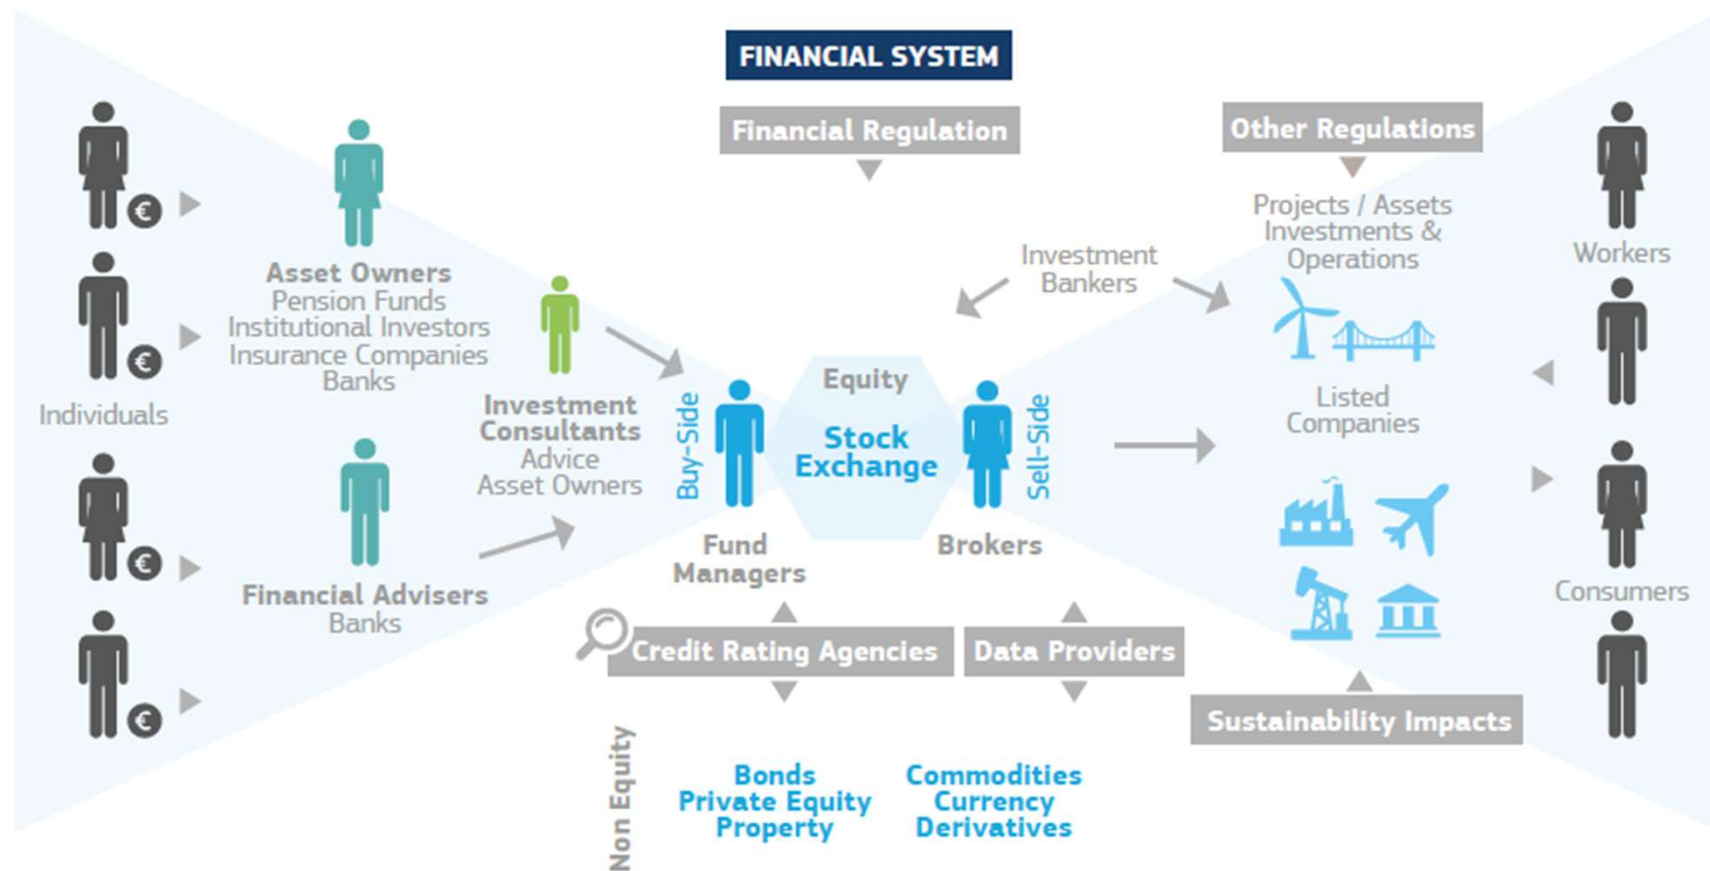 FINANCIAL SYSTEM
Financial Regulation
Other Regulations
Projects / Assets
Investments &
Operations
Investment
Bankers
Workers
Asset Owners
Pension Funds
Institutional Investors
Insurance Companies
Banks
€
€
Individuals
Investment
Consultants
Advice
Asset Owners
Buy-Side
Equity
Stock
Exchange
Sell-Side
Listed
Companies
Fund
Managers
Brokers
€
Financial Advisers
Banks
Consumers
Credit Rating Agencies
Data Providers
Sustainability Impacts
€
Non Equity
Bonds
Private Equity
Property
Commodities
Currency
Derivatives